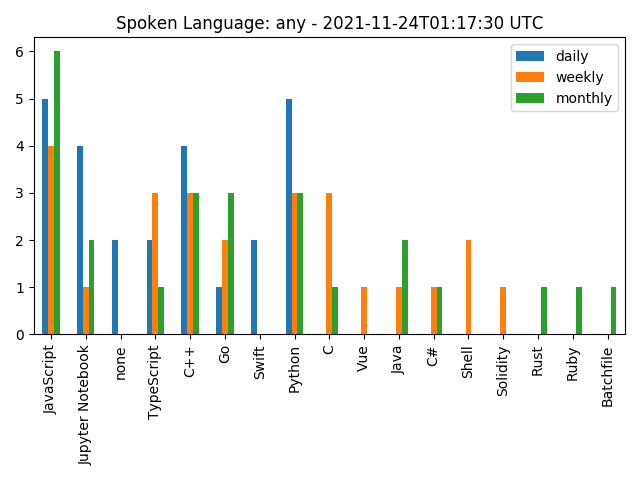 Spoken Language: any - 2021-11-24T01:17:30 UTC
daily
weekly
monthly
6
5
4
3
2
1
0
JavaScript
Jupyter Notebook
none
TypeScript
C++
Go
Swift
Python
C
Vue
Java
C#
Shell
Solidity
Rust
Ruby
Batchfile